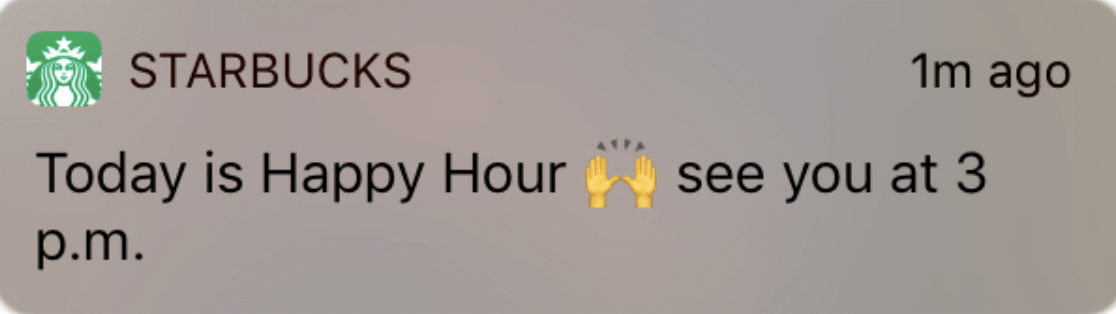 STARBUCKS 1m ago
Today is Happy Hour 🙌 see you at 3
p.m.